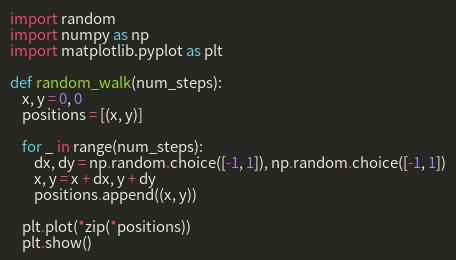 import random
import numpy as np
import matplotlib.pyplot as plt

def random_walk(num_steps):
    x, y = 0, 0
    positions = [(x, y)]

    for _ in range(num_steps):
        dx, dy = np.random.choice([-1, 1]), np.random.choice([-1, 1])
        x, y = x + dx, y + dy
        positions.append((x, y))

    plt.plot(*zip(*positions))
    plt.show()